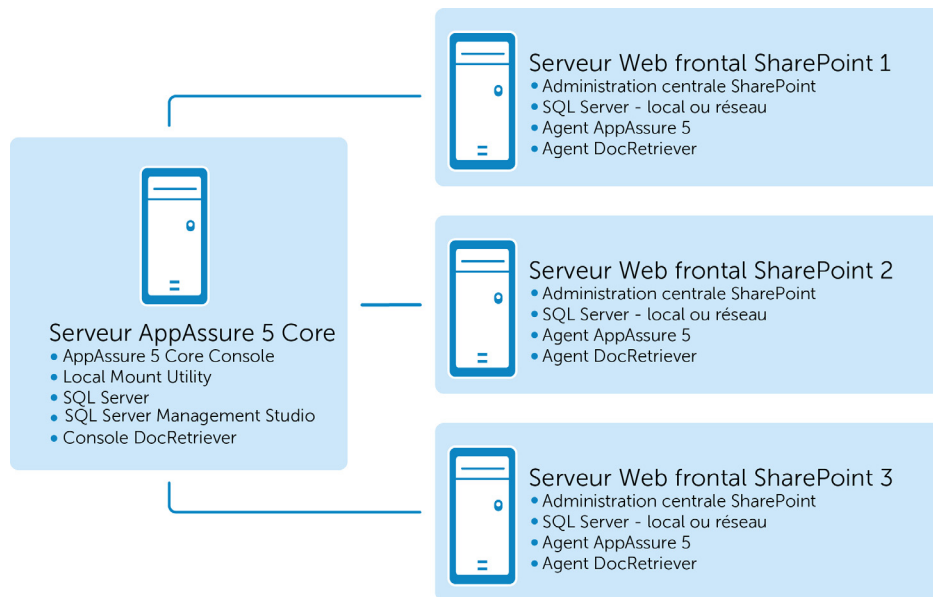 Serveur AppAssure 5 Core
• AppAssure 5 Core Console
• Local Mount Utility
• SQL Server
• SQL Server Management Studio
• Console DocRetriever
Serveur Web frontal SharePoint 1
• Administration centrale SharePoint
• SQL Server - local ou réseau
• Agent AppAssure 5
• Agent DocRetriever
Serveur Web frontal SharePoint 2
• Administration centrale SharePoint
• SQL Server - local ou réseau
• Agent AppAssure 5
• Agent DocRetriever
Serveur Web frontal SharePoint 3
• Administration centrale SharePoint
• SQL Server - local ou réseau
• Agent AppAssure 5
• Agent DocRetriever